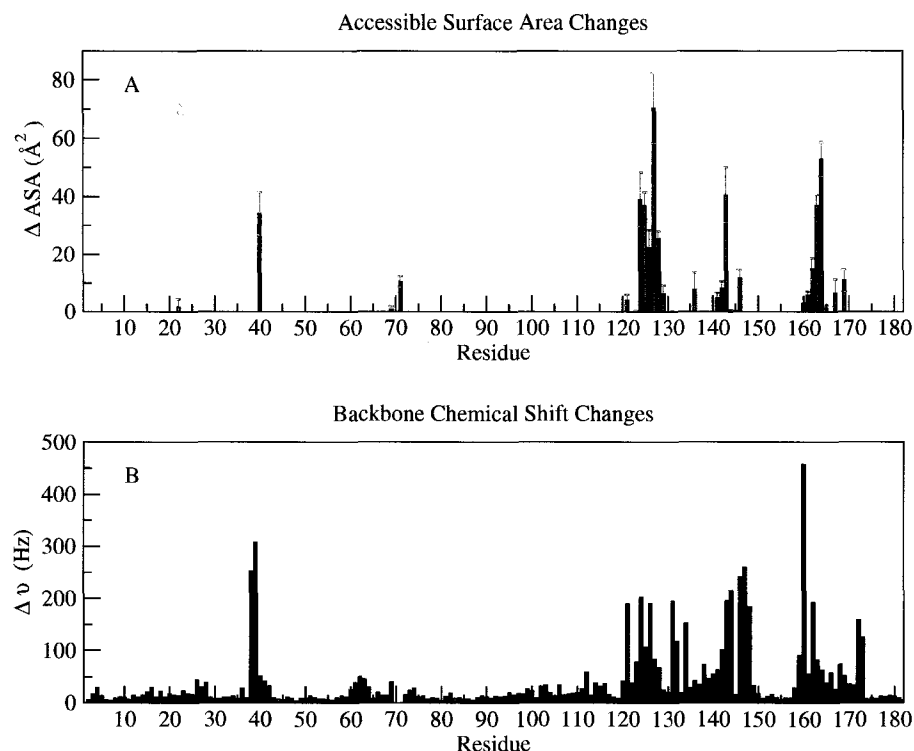 Accessible Surface Area Changes
A
Δ ASA (Å²)
80
60
40
20
0
10 20 30 40 50 60 70 80 90 100 110 120 130 140 150 160 170 180
Residue
Backbone Chemical Shift Changes
B
Δ υ (Hz)
500
400
300
200
100
0
10 20 30 40 50 60 70 80 90 100 110 120 130 140 150 160 170 180
Residue